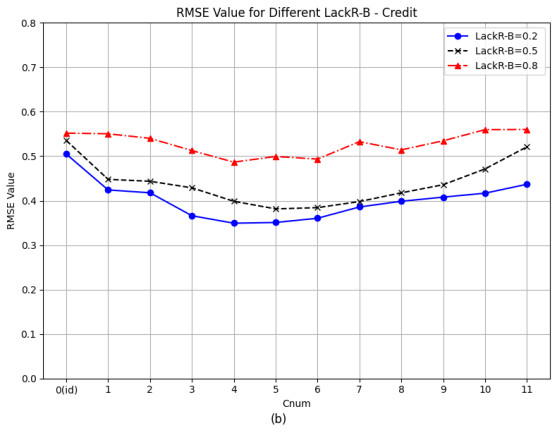 RMSE Value for Different LackR-B - Credit
LackR-B=0.2
LackR-B=0.5
LackR-B=0.8
RMSE Value
0.8
0.7
0.6
0.5
0.4
0.3
0.2
0.1
0.0
0(id) 1 2 3 4 5 6 7 8 9 10 11
Cnum
(b)